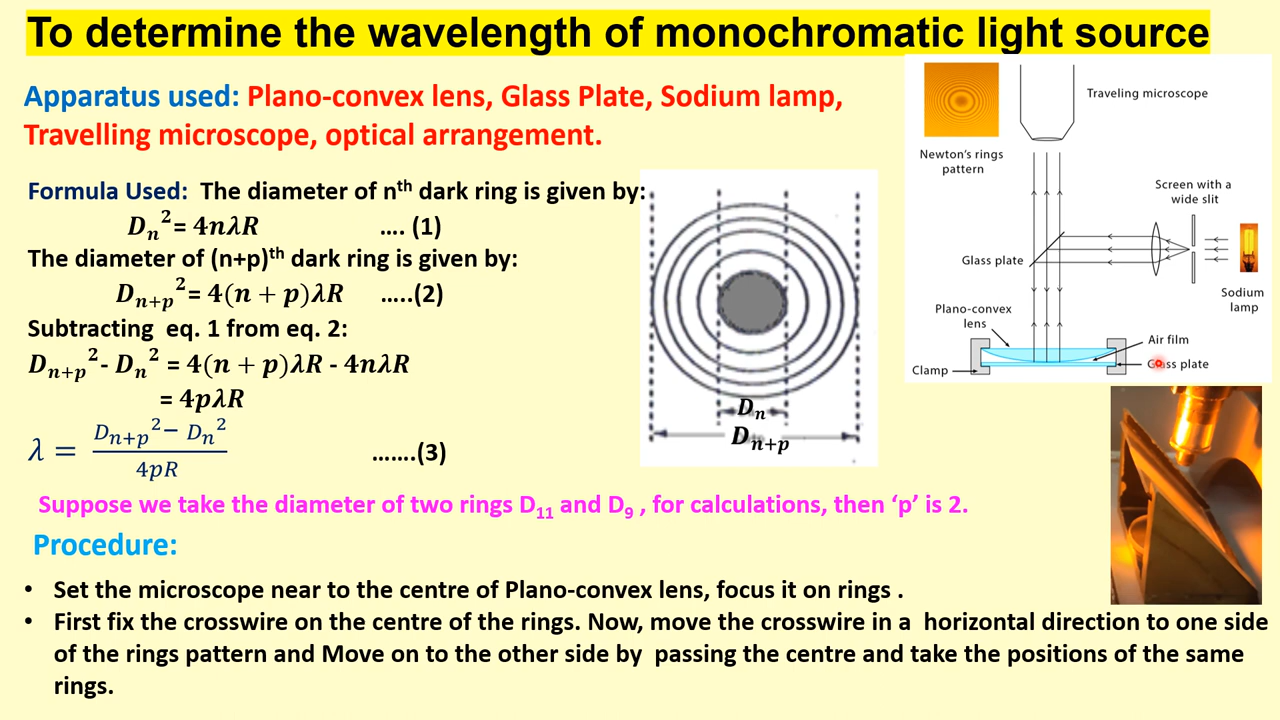 To determine the wavelength of monochromatic light source
Apparatus used: Plano-convex lens, Glass Plate, Sodium lamp,
Travelling microscope, optical arrangement.
Formula Used: The diameter of nᵗʰ dark ring is given by:
Dₙ² = 4nλR .... (1)
The diameter of (n+p)ᵗʰ dark ring is given by:
Dₙ₊ₚ² = 4(n + p)λR .....(2)
Subtracting eq. 1 from eq. 2:
Dₙ₊ₚ² - Dₙ² = 4(n + p)λR - 4nλR
= 4pλR
λ = (Dₙ₊ₚ² − Dₙ²) / 4pR .......(3)
Suppose we take the diameter of two rings D₁₁ and D₉ , for calculations, then ‘p’ is 2.
Dₙ
Dₙ₊ₚ
Traveling microscope
Newton's rings
pattern
Screen with a
wide slit
Glass plate
Sodium
lamp
Plano-convex
lens
Air film
Glass plate
Clamp
Procedure:
• Set the microscope near to the centre of Plano-convex lens, focus it on rings .
• First fix the crosswire on the centre of the rings. Now, move the crosswire in a horizontal direction to one side
of the rings pattern and Move on to the other side by passing the centre and take the positions of the same
rings.